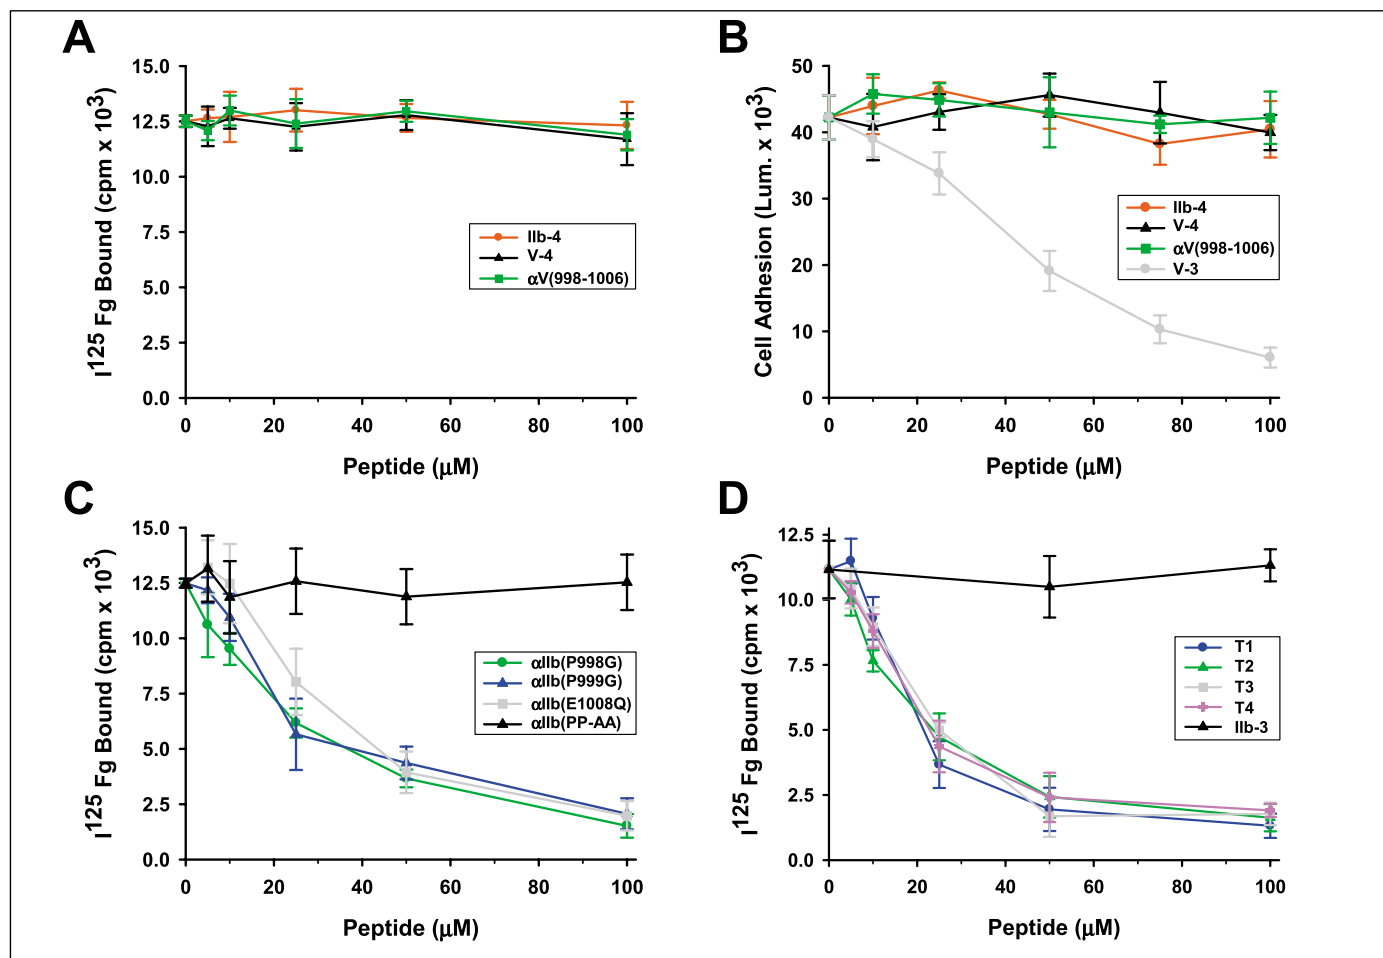 A
I125 Fg Bound (cpm x 10³)
15.0
12.5
10.0
7.5
5.0
2.5
0.0
0 20 40 60 80 100
Peptide (µM)
IIb-4
V-4
αV(998-1006)
B
Cell Adhesion (Lum. x 10³)
50
40
30
20
10
0
0 20 40 60 80 100
Peptide (µM)
IIb-4
V-4
αV(998-1006)
V-3
C
I125 Fg Bound (cpm x 10³)
15.0
12.5
10.0
7.5
5.0
2.5
0.0
0 20 40 60 80 100
Peptide (µM)
αIIb(P998G)
αIIb(P999G)
αIIb(E1008Q)
αIIb(PP-AA)
D
I125 Fg Bound (cpm x 10³)
12.5
10.0
7.5
5.0
2.5
0.0
0 20 40 60 80 100
Peptide (µM)
T1
T2
T3
T4
IIb-3